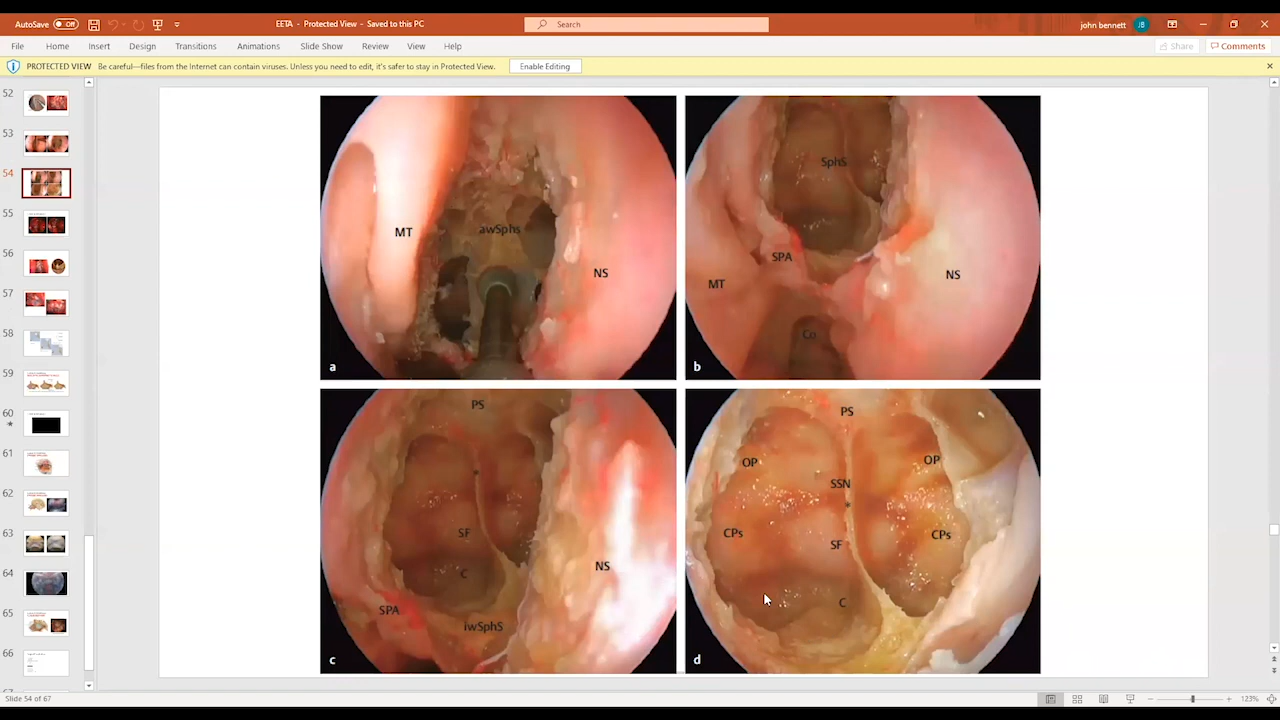 AutoSave Off
EETA - Protected View - Saved to this PC
Search
john bennett
JB
File Home Insert Design Transitions Animations Slide Show Review View Help
Share
Comments
PROTECTED VIEW Be careful—files from the Internet can contain viruses. Unless you need to edit, it's safer to stay in Protected View.
Enable Editing
52
53
54
55
56
57
58
59
60
61
62
63
64
65
66
MT
awSphs
NS
a
SphS
SPA
MT
NS
Co
b
PS
SF
C
NS
SPA
iwSphS
c
PS
OP
OP
SSN
*
CPs
SF
CPs
C
d
Slide 54 of 67
123%